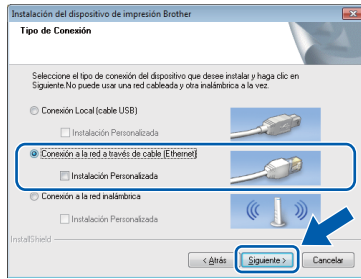 Instalación del dispositivo de impresión Brother
Tipo de Conexión
Seleccione el tipo de conexión del dispositivo que desee instalar y haga clic en
Siguiente.No puede usar una red cableada y otra inalámbrica a la vez.
Conexión Local (cable USB)
Instalación Personalizada
Conexión a la red a través de cable (Ethernet)
Instalación Personalizada
Conexión a la red inalámbrica
Instalación Personalizada
InstallShield
< Atrás
Siguiente >
Cancelar